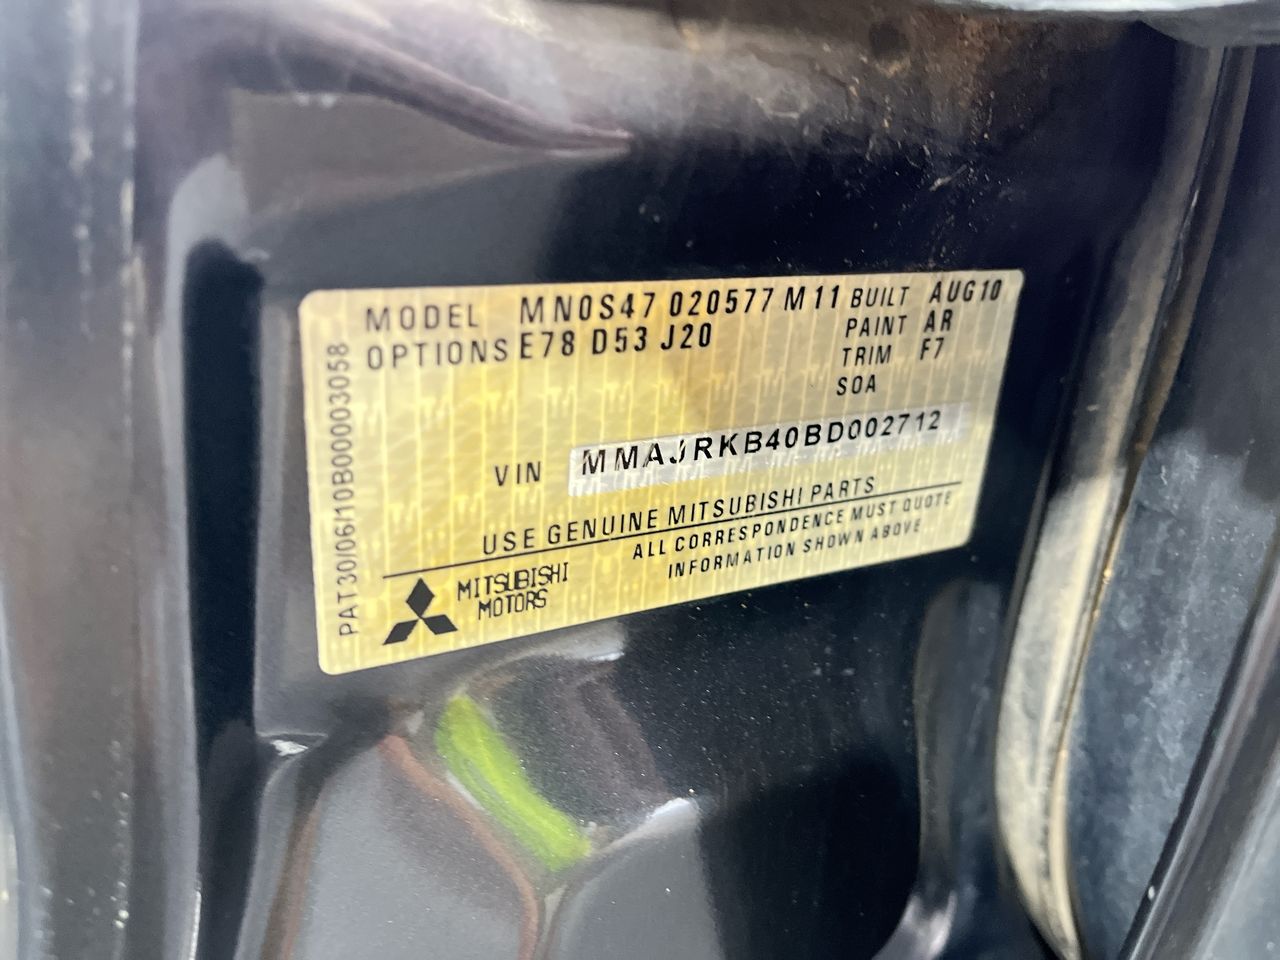 MODEL MN0S47 020577 M11 BUILT AUG10
OPTIONS E78 D53 J20 PAINT AR
TRIM F7
SOA
VIN MMAJRKB40BD002712
USE GENUINE MITSUBISHI PARTS
ALL CORRESPONDENCE MUST QUOTE
INFORMATION SHOWN ABOVE
MITSUBISHI
MOTORS
PAT30/06/10B00003058